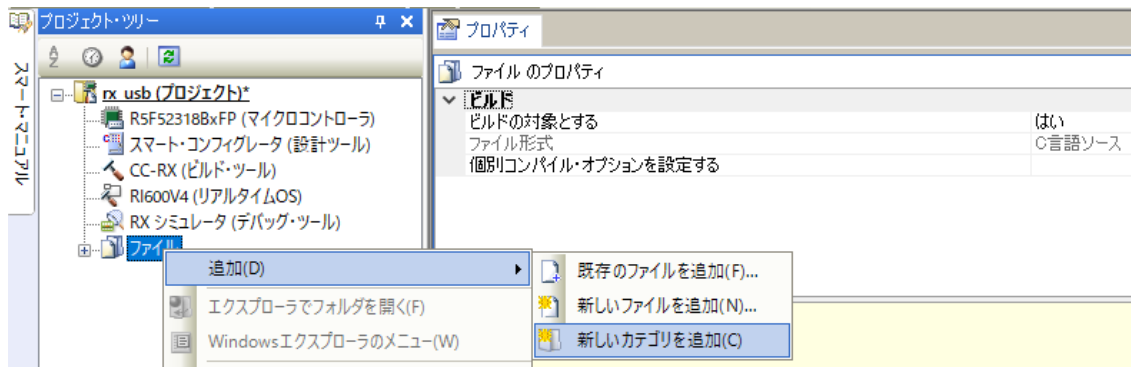 プロジェクト・ツリー
スマートマニュアル
rx_usb (プロジェクト)*
R5F52318BxFP (マイクロコントローラ)
スマート・コンフィグレータ (設計ツール)
CC-RX (ビルド・ツール)
RI600V4 (リアルタイムOS)
RX シミュレータ (デバッグ・ツール)
ファイル
追加(D)
エクスプローラでフォルダを開く(F)
Windowsエクスプローラのメニュー(W)
既存のファイルを追加(F)...
新しいファイルを追加(N)...
新しいカテゴリを追加(C)
プロパティ
ファイル のプロパティ
ビルド
ビルドの対象とする はい
ファイル形式 C言語ソース
個別コンパイル・オプションを設定する